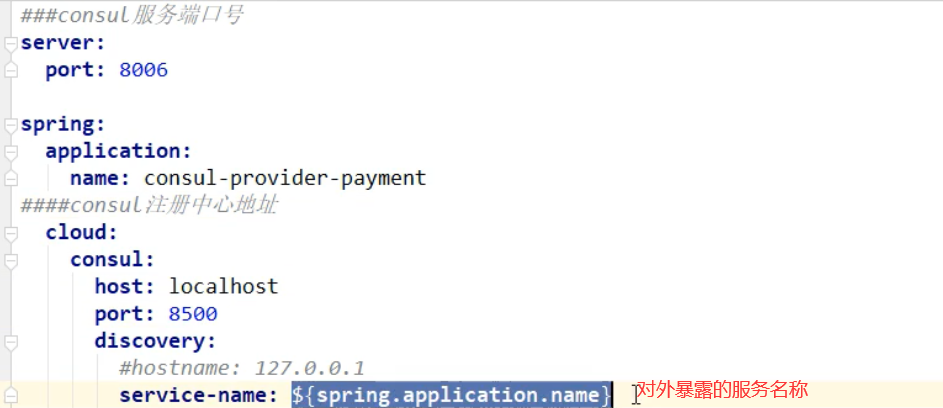 ###consul服务端口号
server:
  port: 8006
spring:
  application:
    name: consul-provider-payment
####consul注册中心地址
  cloud:
    consul:
      host: localhost
      port: 8500
      discovery:
        #hostname: 127.0.0.1
        service-name: ${spring.application.name} 对外暴露的服务名称